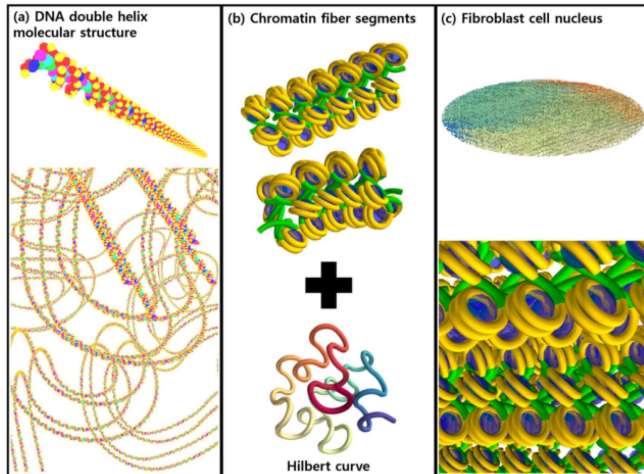 (a) DNA double helix
molecular structure
(b) Chromatin fiber segments
Hilbert curve
(c) Fibroblast cell nucleus